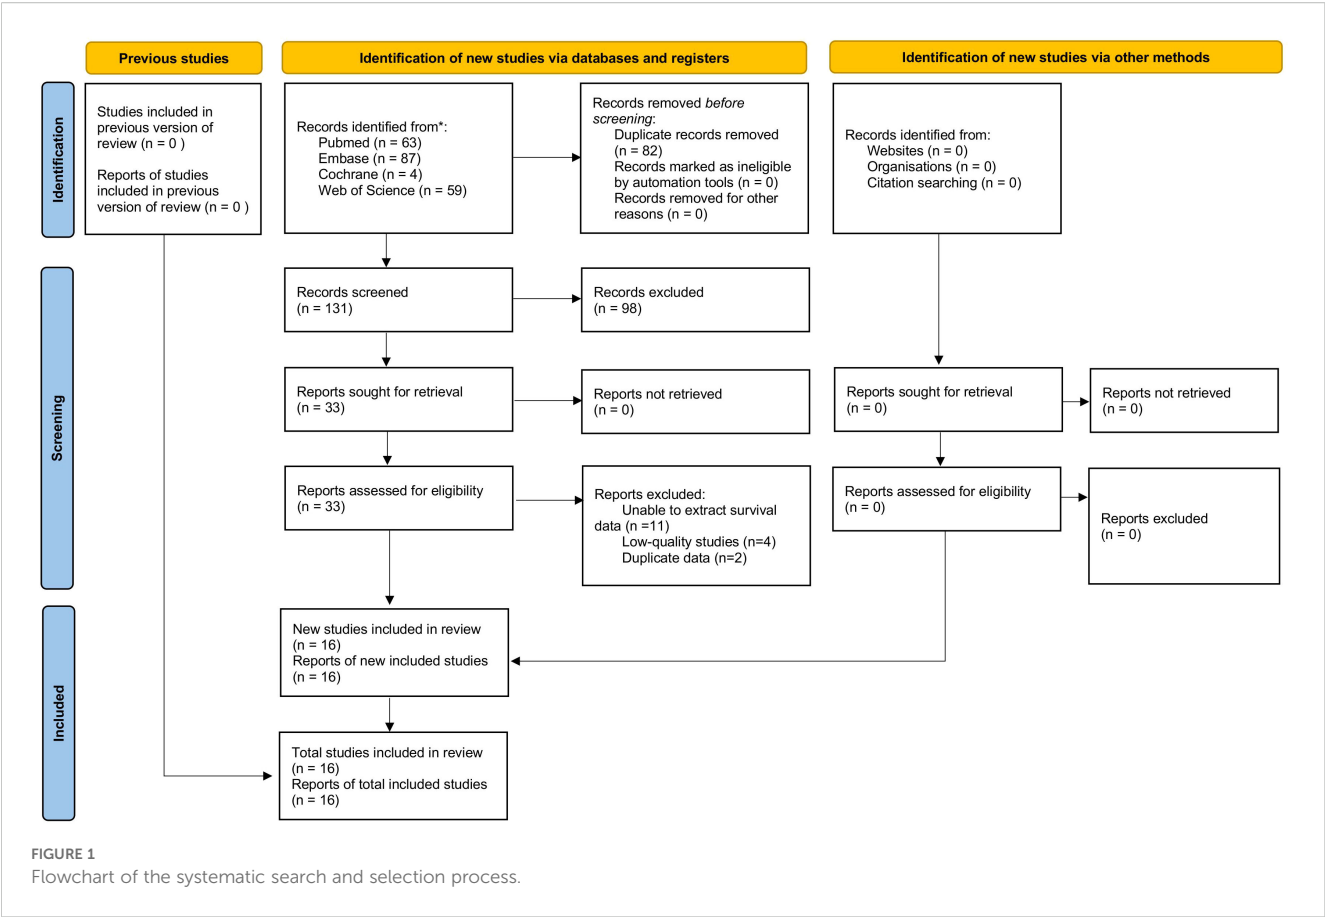 Previous studies
Identification of new studies via databases and registers
Identification of new studies via other methods
Identification
Studies included in
previous version of
review (n = 0 )
Reports of studies
included in previous
version of review (n = 0 )
Records identified from*:
Pubmed (n = 63)
Embase (n = 87)
Cochrane (n = 4)
Web of Science (n = 59)
Records removed before
screening:
Duplicate records removed
(n = 82)
Records marked as ineligible
by automation tools (n = 0)
Records removed for other
reasons (n = 0)
Records identified from:
Websites (n = 0)
Organisations (n = 0)
Citation searching (n = 0)
Screening
Records screened
(n = 131)
Records excluded
(n = 98)
Reports sought for retrieval
(n = 33)
Reports not retrieved
(n = 0)
Reports sought for retrieval
(n = 0)
Reports not retrieved
(n = 0)
Reports assessed for eligibility
(n = 33)
Reports excluded:
Unable to extract survival
data (n =11)
Low-quality studies (n=4)
Duplicate data (n=2)
Reports assessed for eligibility
(n = 0)
Reports excluded
(n = 0)
Included
New studies included in review
(n = 16)
Reports of new included studies
(n = 16)
Total studies included in review
(n = 16)
Reports of total included studies
(n = 16)
FIGURE 1
Flowchart of the systematic search and selection process.